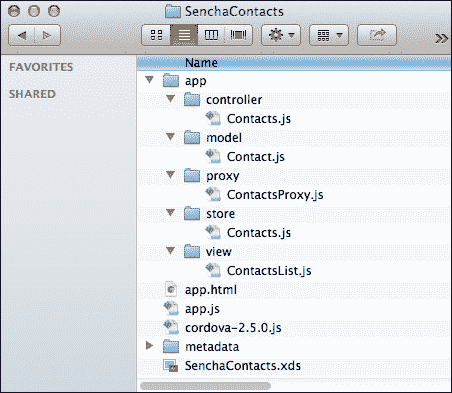 SenchaContacts
FAVORITES
SHARED
Name
app
controller
Contacts.js
model
Contact.js
proxy
ContactsProxy.js
store
Contacts.js
view
ContactsList.js
app.html
app.js
cordova-2.5.0.js
metadata
SenchaContacts.xds